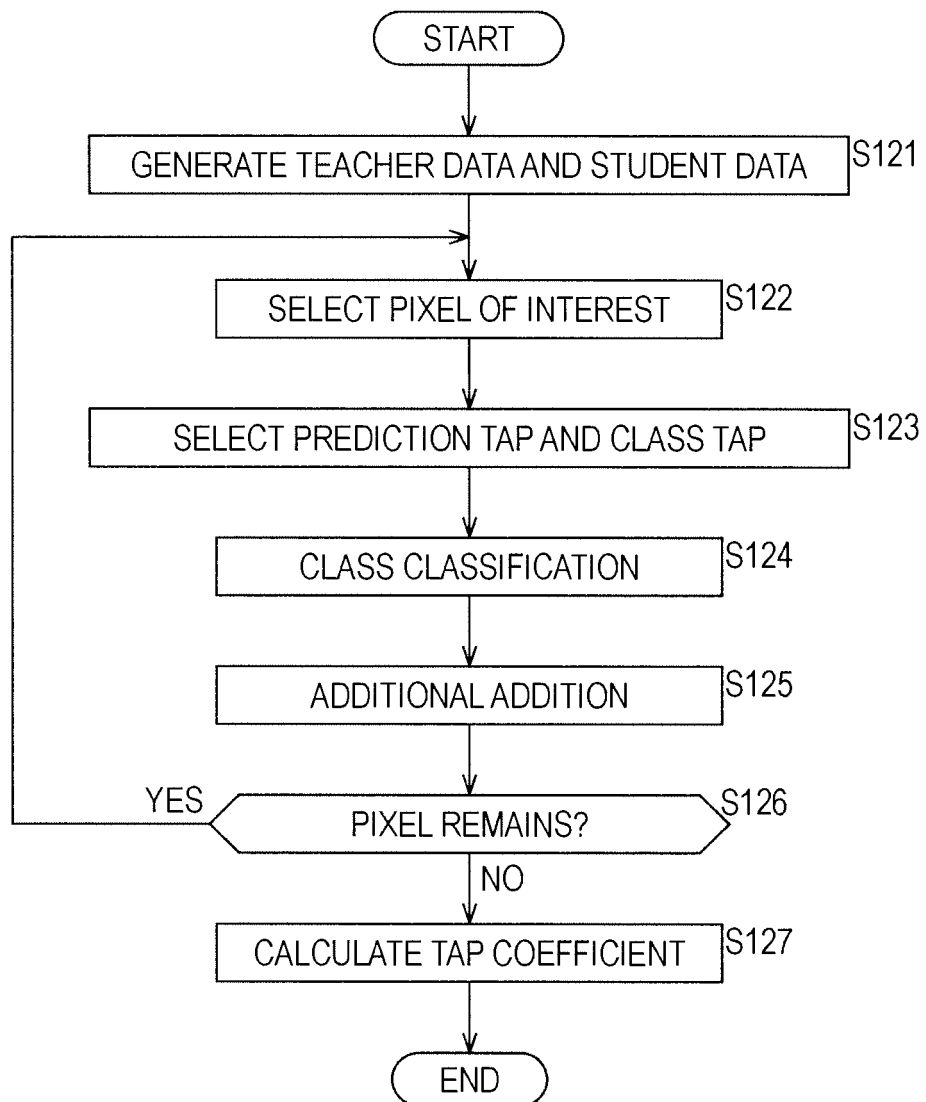 START
GENERATE TEACHER DATA AND STUDENT DATA
S121
SELECT PIXEL OF INTEREST
S122
SELECT PREDICTION TAP AND CLASS TAP
S123
CLASS CLASSIFICATION
S124
ADDITIONAL ADDITION
S125
YES
PIXEL REMAINS?
S126
NO
CALCULATE TAP COEFFICIENT
S127
END